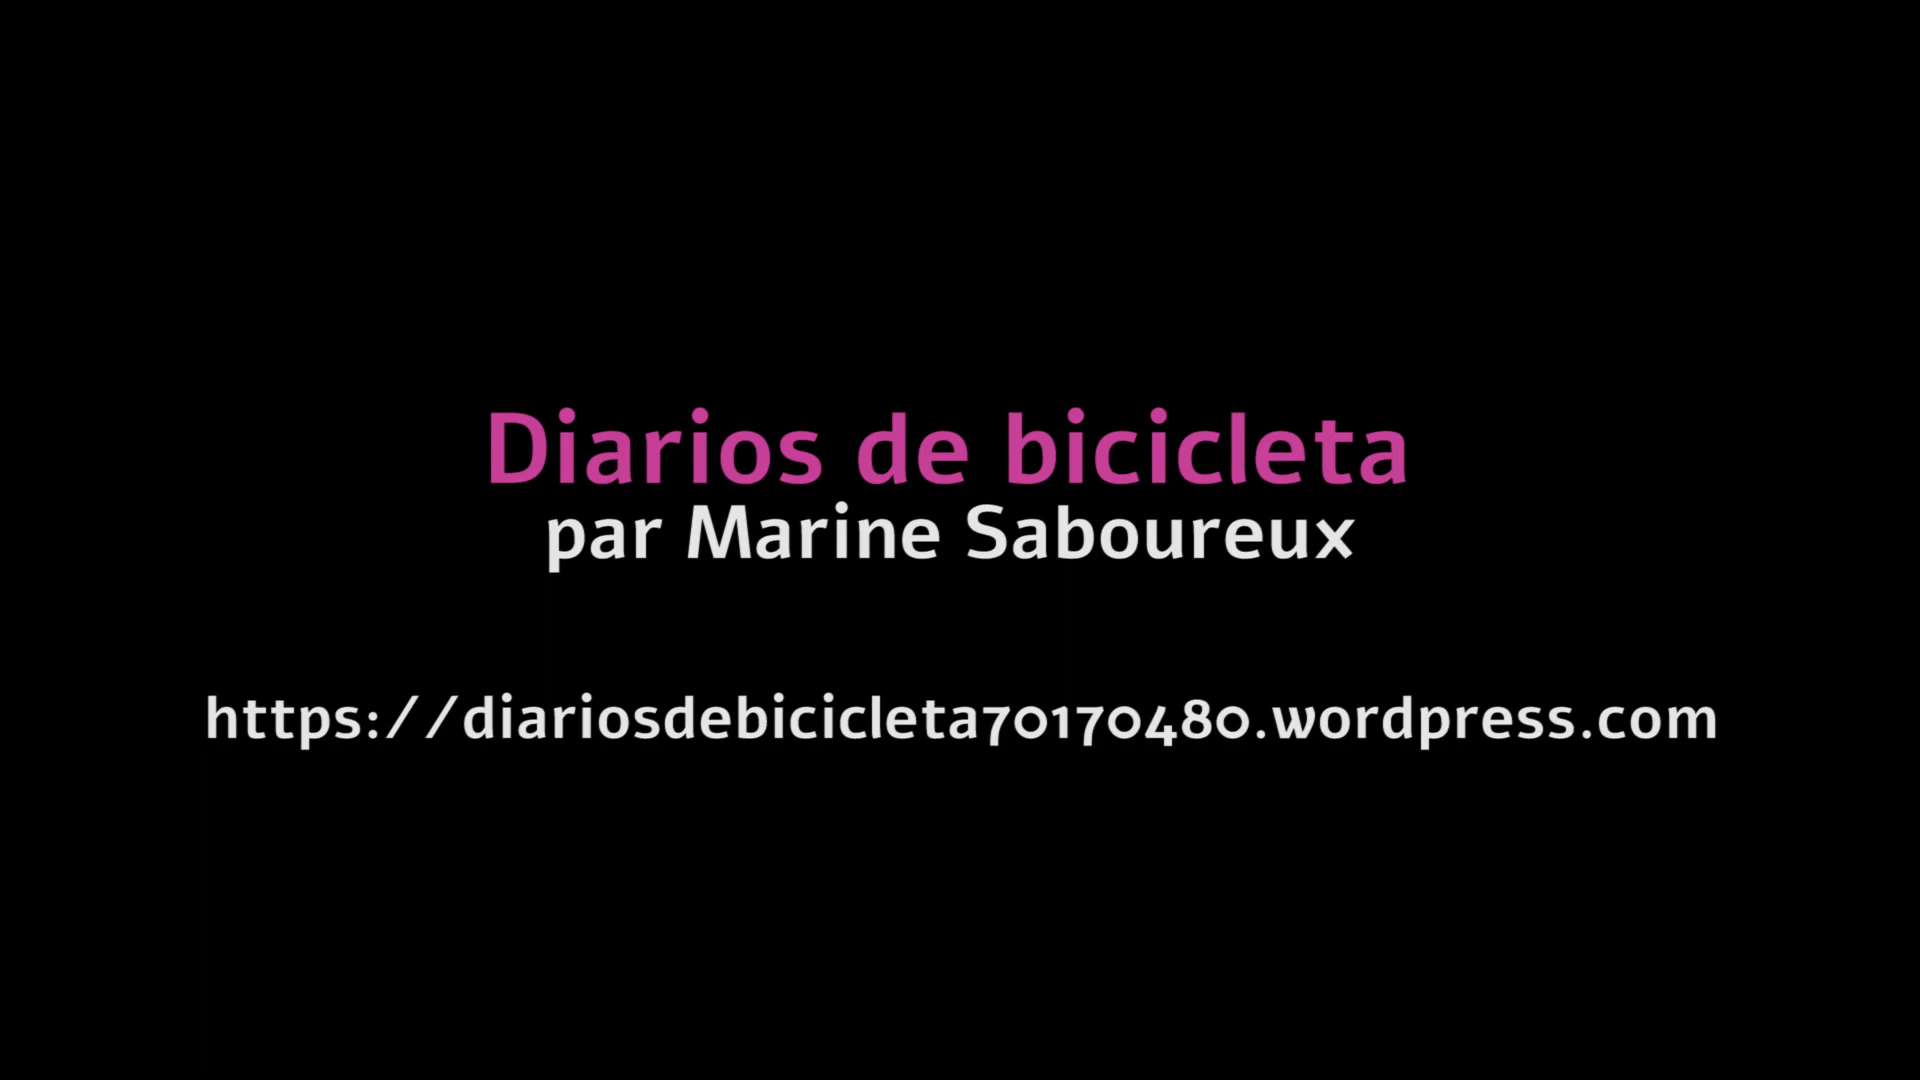 Diarios de bicicleta
par Marine Saboureux
https://diariosdebicicleta70170480.wordpress.com